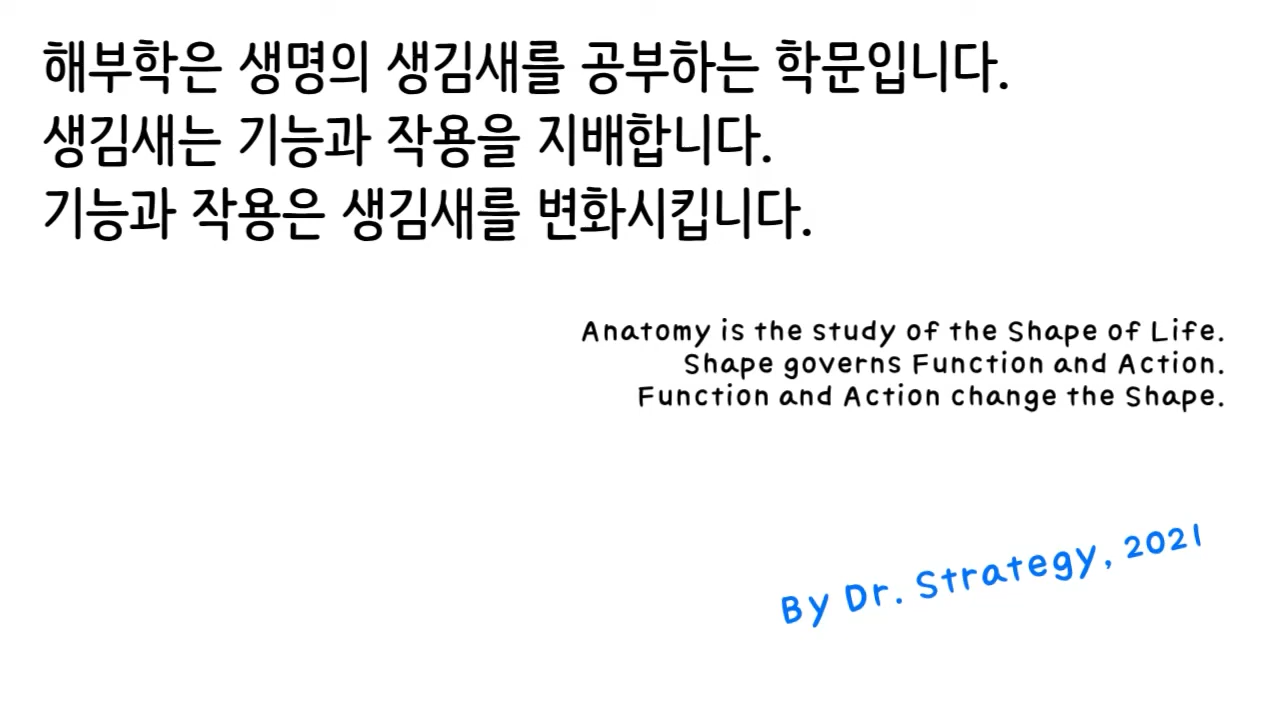 해부학은 생명의 생김새를 공부하는 학문입니다.
생김새는 기능과 작용을 지배합니다.
기능과 작용은 생김새를 변화시킵니다.
Anatomy is the study of the Shape of Life.
Shape governs Function and Action.
Function and Action change the Shape.
By Dr. Strategy, 2021